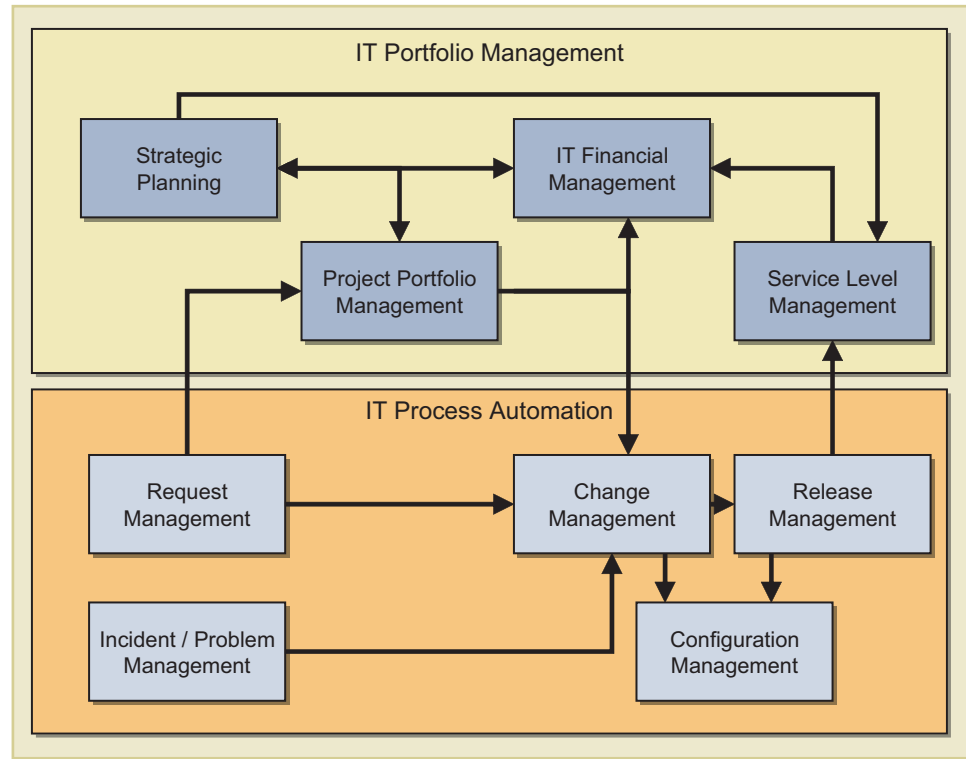 IT Portfolio Management
Strategic
Planning
IT Financial
Management
Project Portfolio
Management
Service Level
Management
IT Process Automation
Request
Management
Change
Management
Release
Management
Incident / Problem
Management
Configuration
Management